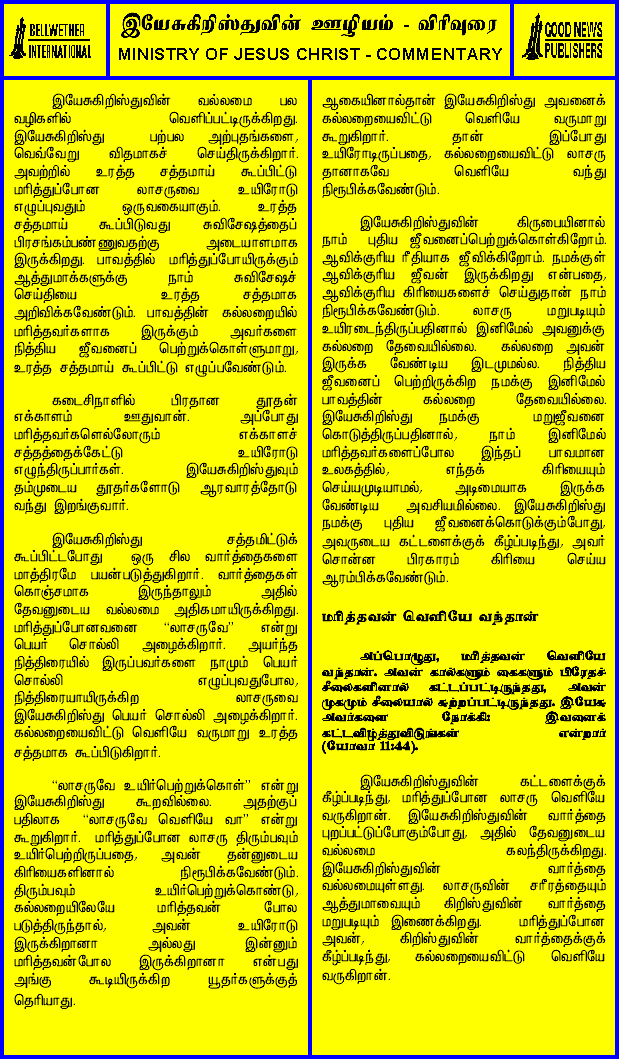 BELLWETHER
INTERNATIONAL
இயேசுகிறிஸ்துவின் ஊழியம் - விரிவுரை
MINISTRY OF JESUS CHRIST - COMMENTARY
GOOD NEWS
PUBLISHERS
இயேசுகிறிஸ்துவின் வல்லமை பல
வழிகளில் வெளிப்பட்டிருக்கிறது.
இயேசுகிறிஸ்து பற்பல அற்புதங்களை,
வெவ்வேறு விதமாகச் செய்திருக்கிறார்.
அவற்றில் உரத்த சத்தமாய் கூப்பிட்டு
மரித்துப்போன லாசருவை உயிரோடு
எழுப்புவதும் ஒருவகையாகும். உரத்த
சத்தமாய் கூப்பிடுவது சுவிசேஷத்தைப்
பிரசங்கம்பண்ணுவதற்கு அடையாளமாக
இருக்கிறது. பாவத்தில் மரித்துப்போயிருக்கும்
ஆத்துமாக்களுக்கு நாம் சுவிசேஷச்
செய்தியை உரத்த சத்தமாக
அறிவிக்கவேண்டும். பாவத்தின் கல்லறையில்
மரித்தவர்களாக இருக்கும் அவர்களை
நித்திய ஜீவனைப் பெற்றுக்கொள்ளுமாறு,
உரத்த சத்தமாய் கூப்பிட்டு எழுப்பவேண்டும்.
கடைசிநாளில் பிரதான தூதன்
எக்காளம் ஊதுவான். அப்போது
மரித்தவர்களெல்லோரும் எக்காளச்
சத்தத்தைக்கேட்டு உயிரோடு
எழுந்திருப்பார்கள். இயேசுகிறிஸ்துவும்
தம்முடைய தூதர்களோடு ஆரவாரத்தோடு
வந்து இறங்குவார்.
இயேசுகிறிஸ்து சத்தமிட்டுக்
கூப்பிட்டபோது ஒரு சில வார்த்தைகளை
மாத்திரமே பயன்படுத்துகிறார். வார்த்தைகள்
கொஞ்சமாக இருந்தாலும் அதில்
தேவனுடைய வல்லமை அதிகமாயிருக்கிறது.
மரித்துப்போனவனை “லாசருவே” என்று
பெயர் சொல்லி அழைக்கிறார். அயர்ந்த
நித்திரையில் இருப்பவர்களை நாமும் பெயர்
சொல்லி எழுப்புவதுபோல,
நித்திரையாயிருக்கிற லாசருவை
இயேசுகிறிஸ்து பெயர் சொல்லி அழைக்கிறார்.
கல்லறையைவிட்டு வெளியே வருமாறு உரத்த
சத்தமாக கூப்பிடுகிறார்.
“லாசருவே உயிர்பெற்றுக்கொள்” என்று
இயேசுகிறிஸ்து கூறவில்லை. அதற்குப்
பதிலாக “லாசருவே வெளியே வா” என்று
கூறுகிறார். மரித்துப்போன லாசரு திரும்பவும்
உயிர்பெற்றிருப்பதை, அவன் தன்னுடைய
கிரியைகளினால் நிரூபிக்கவேண்டும்.
திரும்பவும் உயிர்பெற்றுக்கொண்டு,
கல்லறையிலேயே மரித்தவன் போல
படுத்திருந்தால், அவன் உயிரோடு
இருக்கிறானா அல்லது இன்னும்
மரித்தவன்போல இருக்கிறானா என்பது
அங்கு கூடியிருக்கிற யூதர்களுக்குத்
தெரியாது.
ஆகையினால்தான் இயேசுகிறிஸ்து அவனைக்
கல்லறையைவிட்டு வெளியே வருமாறு
கூறுகிறார். தான் இப்போது
உயிரோடிருப்பதை, கல்லறையைவிட்டு லாசரு
தானாகவே வெளியே வந்து
நிரூபிக்கவேண்டும்.
இயேசுகிறிஸ்துவின் கிருபையினால்
நாம் புதிய ஜீவனைப்பெற்றுக்கொள்கிறோம்.
ஆவிக்குரிய ரீதியாக ஜீவிக்கிறோம். நமக்குள்
ஆவிக்குரிய ஜீவன் இருக்கிறது என்பதை,
ஆவிக்குரிய கிரியைகளைச் செய்துதான் நாம்
நிரூபிக்கவேண்டும். லாசரு மறுபடியும்
உயிரடைந்திருப்பதினால் இனிமேல் அவனுக்கு
கல்லறை தேவையில்லை. கல்லறை அவன்
இருக்க வேண்டிய இடமுமல்ல. நித்திய
ஜீவனைப் பெற்றிருக்கிற நமக்கு இனிமேல்
பாவத்தின் கல்லறை தேவையில்லை.
இயேசுகிறிஸ்து நமக்கு மறுஜீவனை
கொடுத்திருப்பதினால், நாம் இனிமேல்
மரித்தவர்களைப்போல இந்தப் பாவமான
உலகத்தில், எந்தக் கிரியையும்
செய்யமுடியாமல், அடிமையாக இருக்க
வேண்டிய அவசியமில்லை. இயேசுகிறிஸ்து
நமக்கு புதிய ஜீவனைக்கொடுக்கும்போது,
அவருடைய கட்டளைக்குக் கீழ்ப்படிந்து, அவர்
சொன்ன பிரகாரம் கிரியை செய்ய
ஆரம்பிக்கவேண்டும்.
மரித்தவன் வெளியே வந்தான்
அப்பொழுது, மரித்தவன் வெளியே
வந்தான். அவன் கால்களும் கைகளும் பிரேதச்
சீலைகளினால் கட்டப்பட்டிருந்தது, அவன்
முகமும் சீலையால் சுற்றப்பட்டிருந்தது. இயேசு
அவர்களை நோக்கி: இவனைக்
கட்டவிழ்த்துவிடுங்கள் என்றார்
(யோவா 11:44).
இயேசுகிறிஸ்துவின் கட்டளைக்குக்
கீழ்ப்படிந்து, மரித்துப்போன லாசரு வெளியே
வருகிறான். இயேசுகிறிஸ்துவின் வார்த்தை
புறப்பட்டுப்போகும்போது, அதில் தேவனுடைய
வல்லமை கலந்திருக்கிறது.
இயேசுகிறிஸ்துவின் வார்த்தை
வல்லமையுள்ளது. லாசருவின் சரீரத்தையும்
ஆத்துமாவையும் கிறிஸ்துவின் வார்த்தை
மறுபடியும் இணைக்கிறது. மரித்துப்போன
அவன், கிறிஸ்துவின் வார்த்தைக்குக்
கீழ்ப்படிந்து, கல்லறையைவிட்டு வெளியே
வருகிறான்.